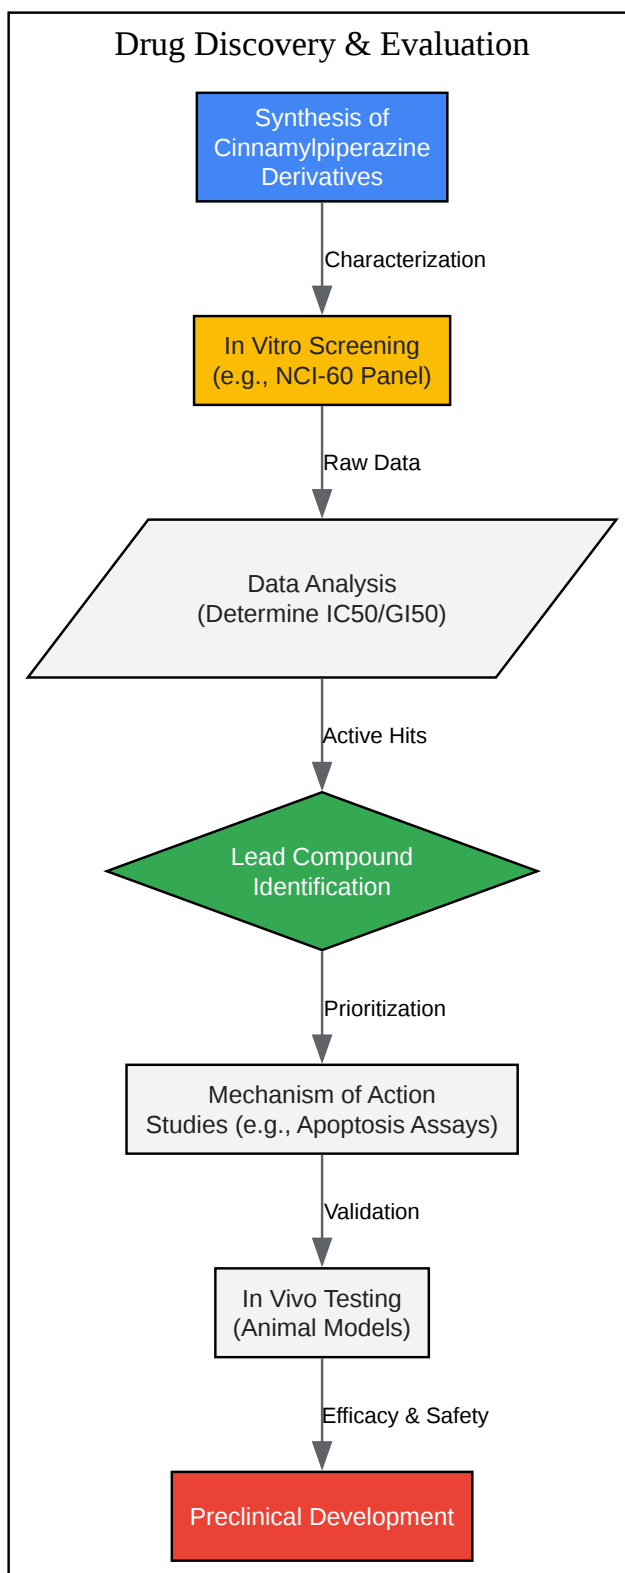 Drug Discovery & Evaluation
Synthesis of
Cinnamylpiperazine
Derivatives
Characterization
In Vitro Screening
(e.g., NCI-60 Panel)
Raw Data
Data Analysis
(Determine IC50/GI50)
Active Hits
Lead Compound
Identification
Prioritization
Mechanism of Action
Studies (e.g., Apoptosis Assays)
Validation
In Vivo Testing
(Animal Models)
Efficacy & Safety
Preclinical Development